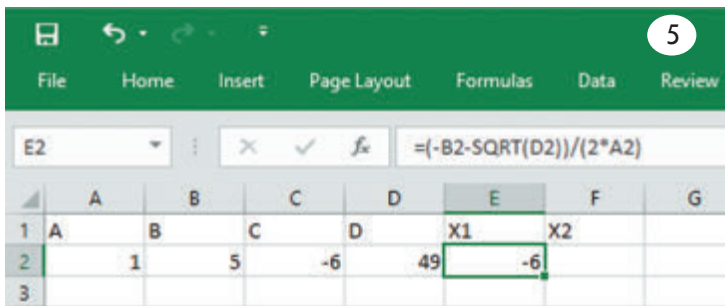 5
File Home Insert Page Layout Formulas Data Review
E2 fx =(-B2-SQRT(D2))/(2*A2)
A B C D E F G
1 A B C D X1 X2
2 1 5 -6 49 -6
3